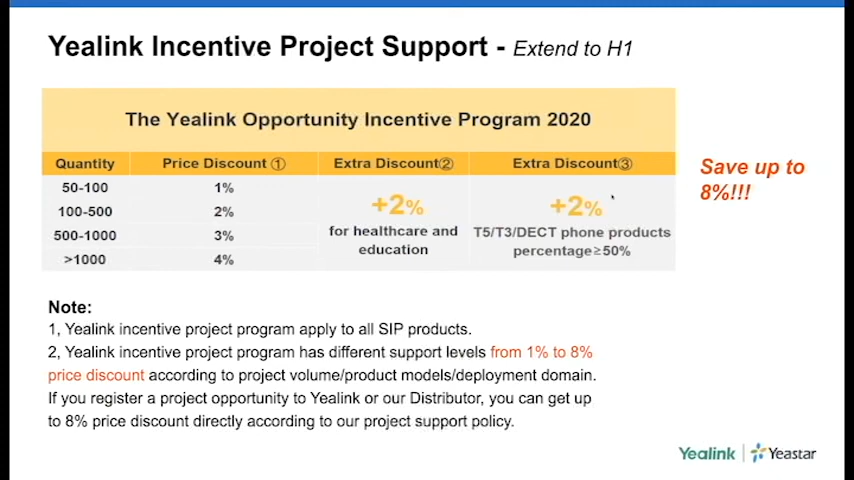 Yealink Incentive Project Support - Extend to H1
The Yealink Opportunity Incentive Program 2020
Quantity Price Discount ① Extra Discount② Extra Discount③
50-100 1%
100-500 2%
500-1000 3%
>1000 4%
+2%
for healthcare and
education
+2%
T5/T3/DECT phone products
percentage≥50%
Save up to
8%!!!
Note:
1, Yealink incentive project program apply to all SIP products.
2, Yealink incentive project program has different support levels from 1% to 8%
price discount according to project volume/product models/deployment domain.
If you register a project opportunity to Yealink or our Distributor, you can get up
to 8% price discount directly according to our project support policy.
Yealink | Yeastar